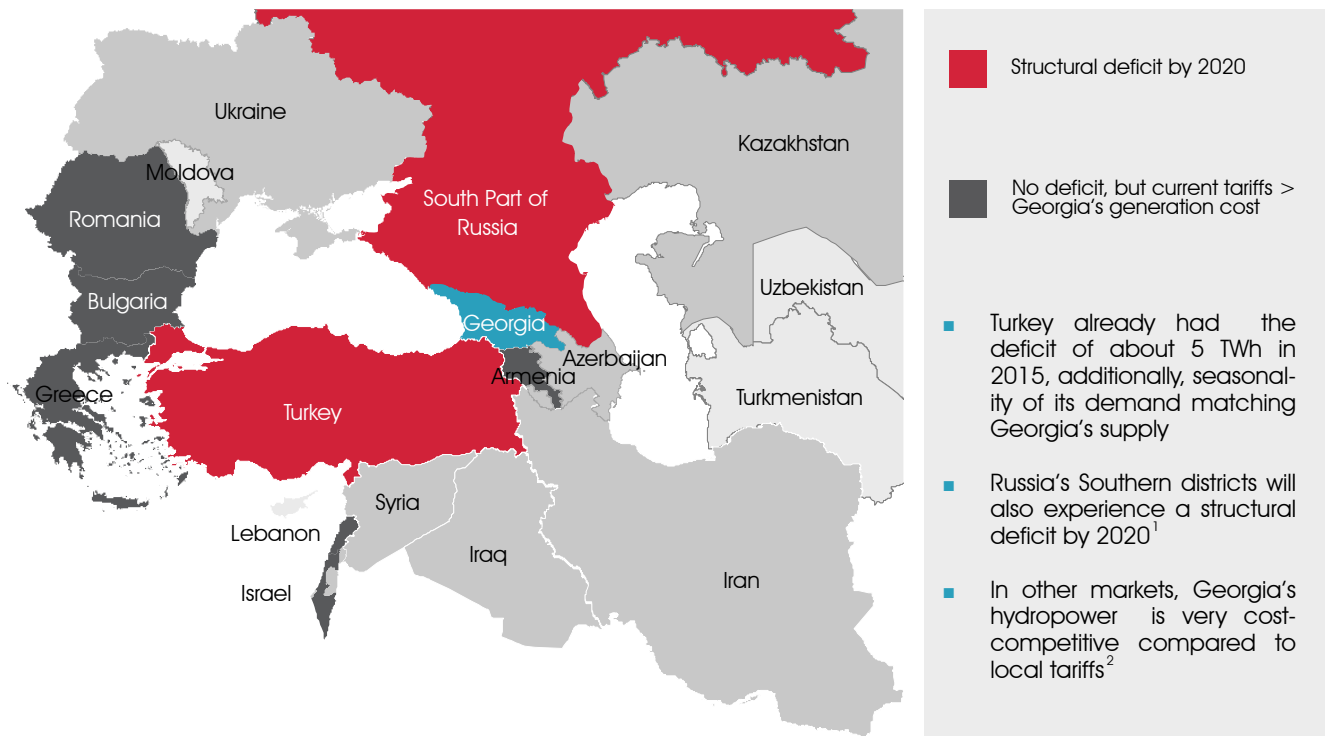 Ukraine
Kazakhstan
Moldova
South Part of
Russia
Romania
Uzbekistan
Bulgaria
Georgia
Azerbaijan
Armenia
Greece
Turkmenistan
Turkey
Syria
Lebanon
Iraq
Iran
Israel
Structural deficit by 2020
No deficit, but current tariffs >
Georgia's generation cost
▪ Turkey already had the
deficit of about 5 TWh in
2015, additionally, seasonal-
ity of its demand matching
Georgia's supply
▪ Russia's Southern districts will
also experience a structural
deficit by 2020¹
▪ In other markets, Georgia's
hydropower is very cost-
competitive compared to
local tariffs²